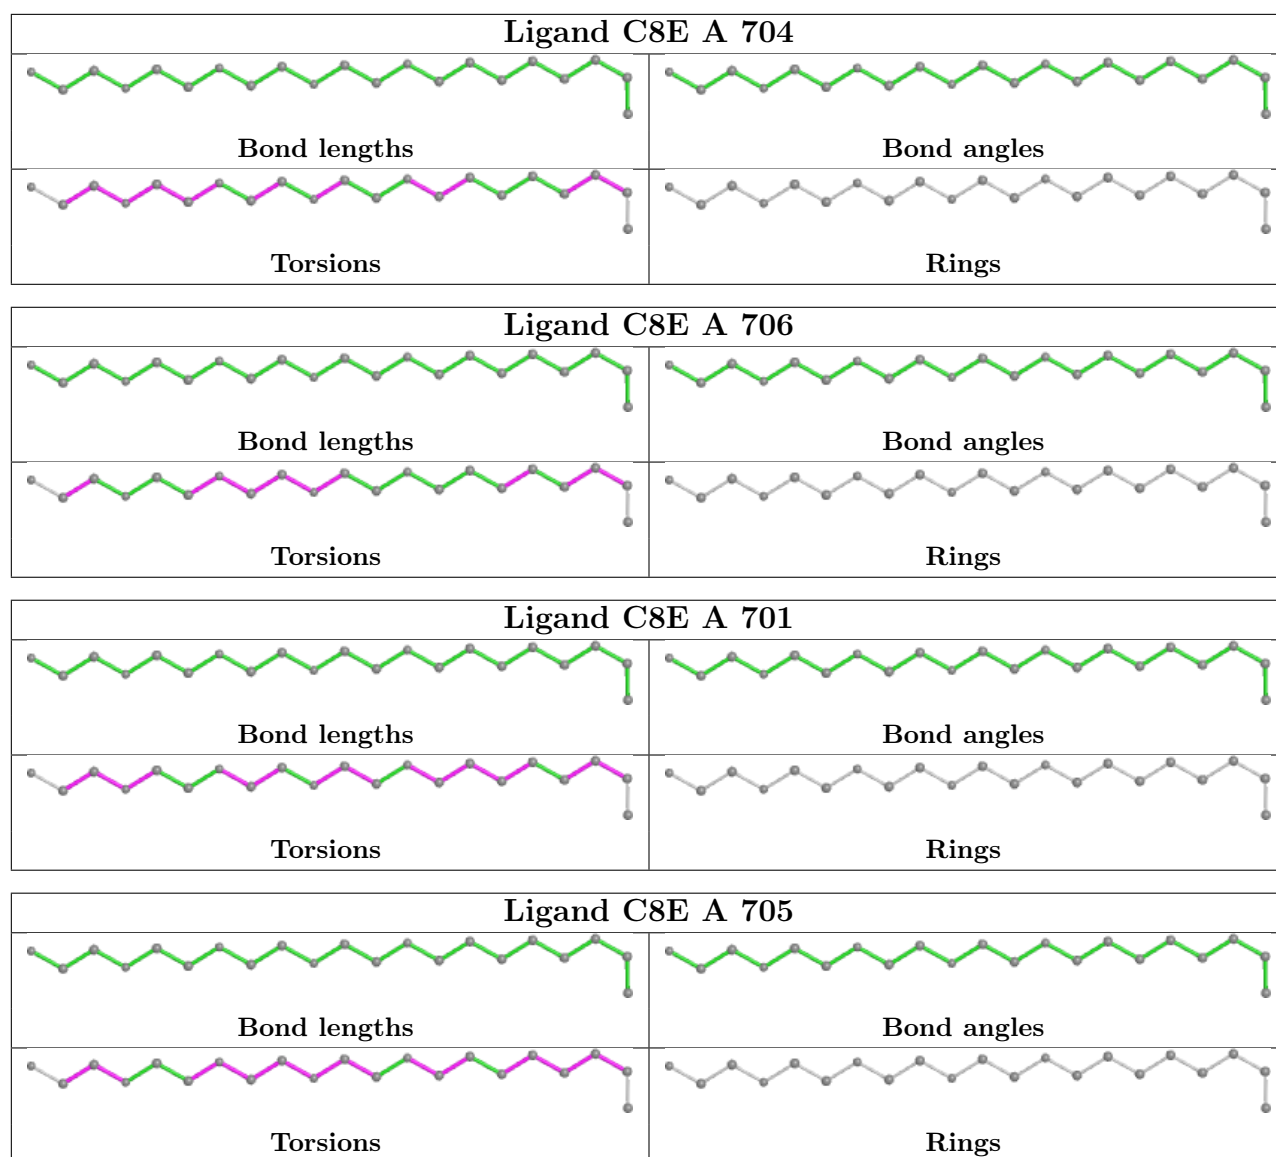 Ligand C8E A 704
Bond lengths
Bond angles
Torsions
Rings
Ligand C8E A 706
Bond lengths
Bond angles
Torsions
Rings
Ligand C8E A 701
Bond lengths
Bond angles
Torsions
Rings
Ligand C8E A 705
Bond lengths
Bond angles
Torsions
Rings